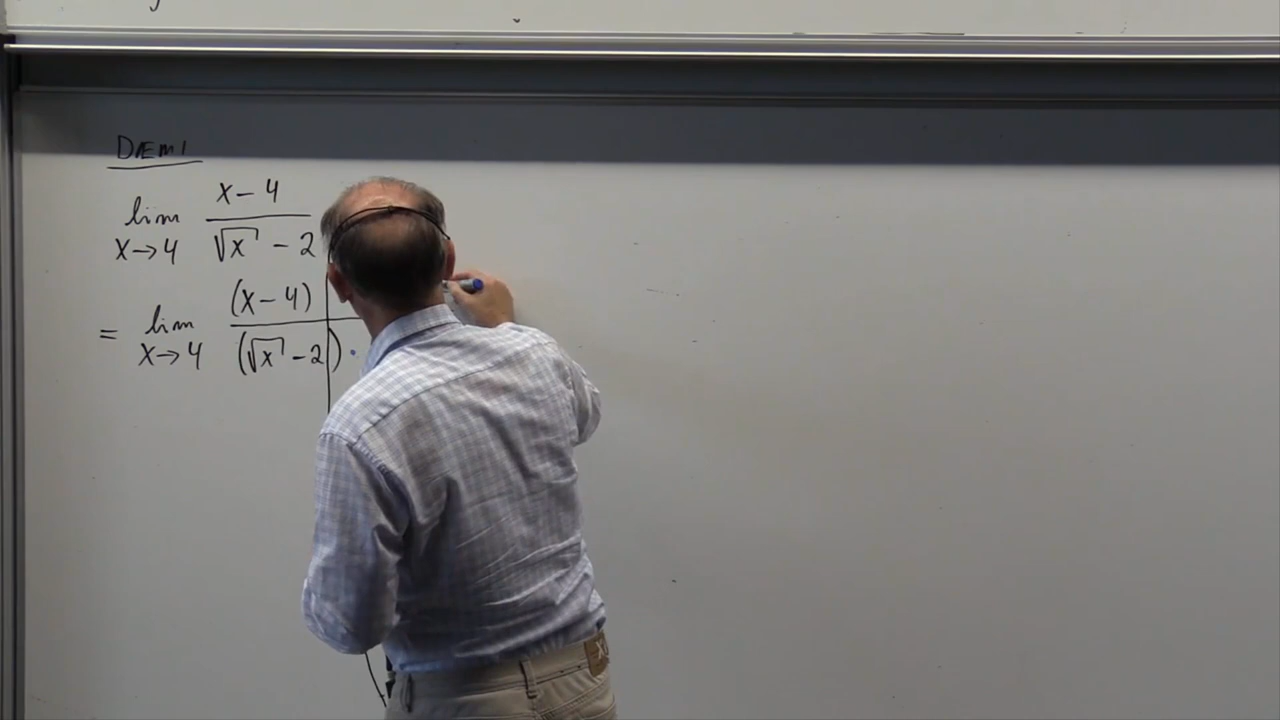 DÆMI
lim x→4 (x - 4) / (√x - 2)
= lim x→4 (x - 4) / (√x - 2) ·